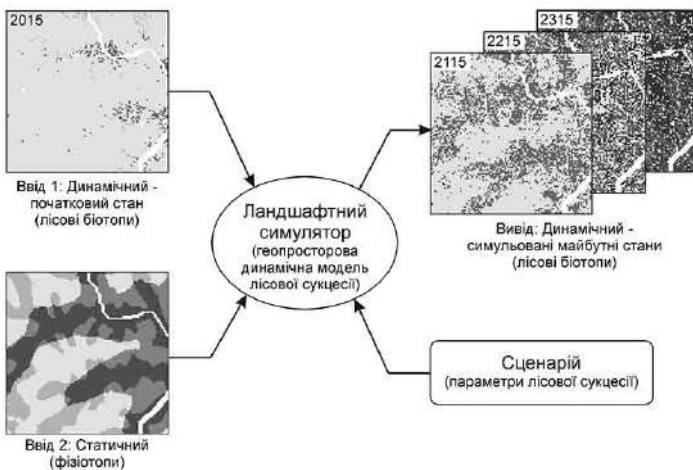 2015
Ввід 1: Динамічний -
початковий стан
(лісові біотопи)
Ввід 2: Статичний
(фізіотопи)
Ландшафтний
симулятор
(геопросторова
динамічна модель
лісової сукцесії)
2315
2215
2115
Вивід: Динамічний -
симульовані майбутні стани
(лісові біотопи)
Сценарій
(параметри лісової сукцесії)